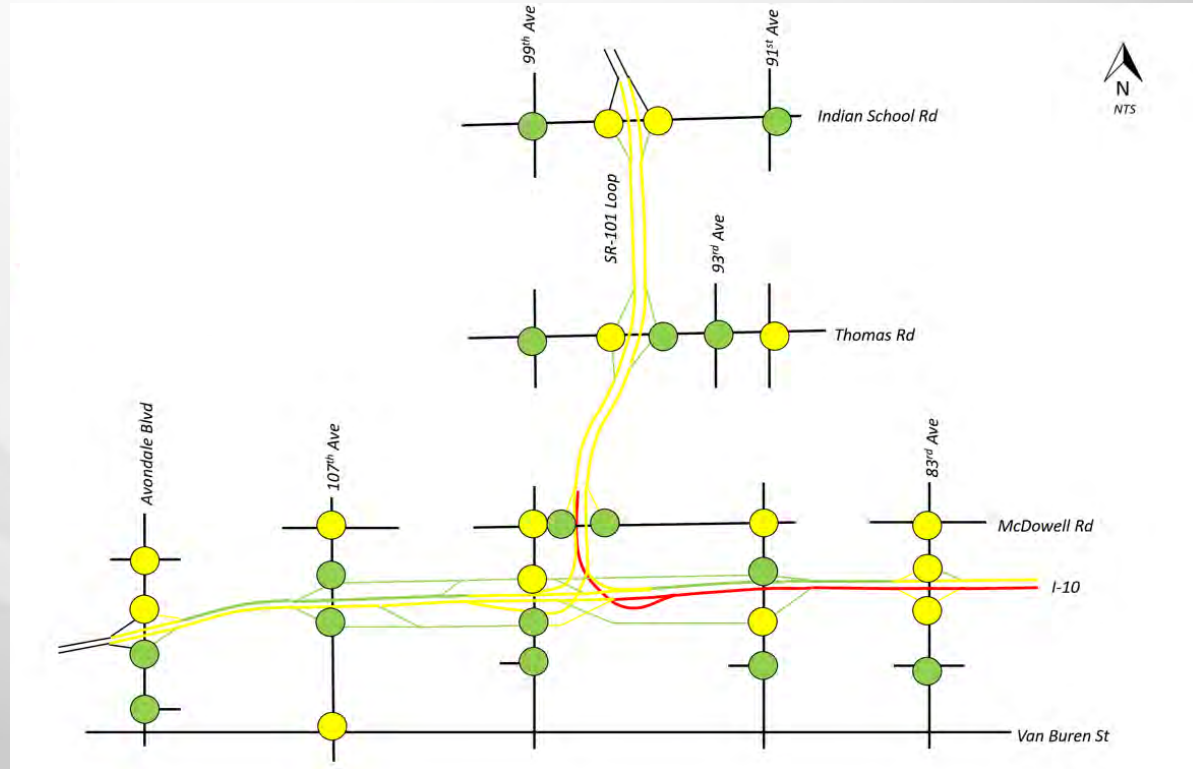 99th Ave
91st Ave
N
NTS
Indian School Rd
SR-101 Loop
93rd Ave
Thomas Rd
Avondale Blvd
107th Ave
83rd Ave
McDowell Rd
I-10
Van Buren St